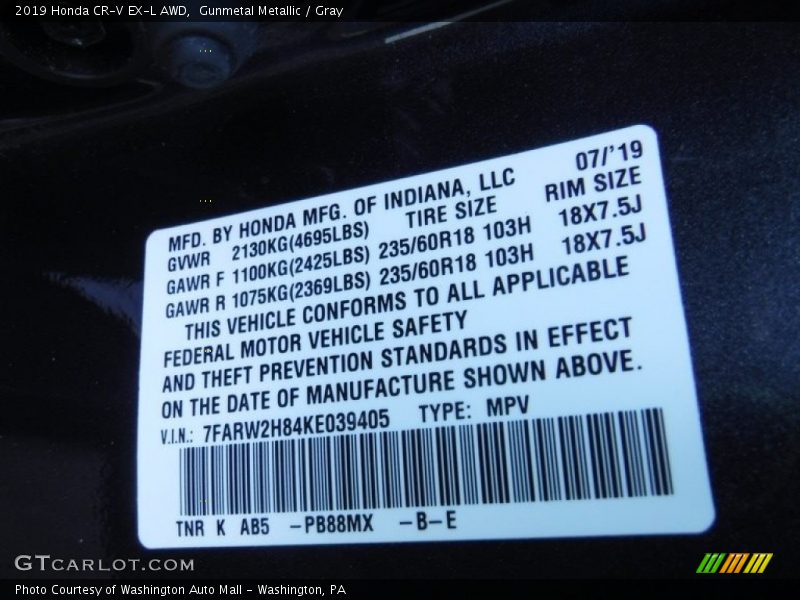 2019 Honda CR-V EX-L AWD,  Gunmetal Metallic / Gray
07/'19
MFD. BY HONDA MFG. OF INDIANA, LLC
GVWR 2130KG(4695LBS) TIRE SIZE RIM SIZE
GAWR F 1100KG(2425LBS) 235/60R18 103H 18X7.5J
GAWR R 1075KG(2369LBS) 235/60R18 103H 18X7.5J
THIS VEHICLE CONFORMS TO ALL APPLICABLE
FEDERAL MOTOR VEHICLE SAFETY
AND THEFT PREVENTION STANDARDS IN EFFECT
ON THE DATE OF MANUFACTURE SHOWN ABOVE.
V.I.N.: 7FARW2H84KE039405 TYPE: MPV
TNR K AB5 -PB88MX -B-E
GTCARLOT.COM
Photo Courtesy of Washington Auto Mall - Washington, PA